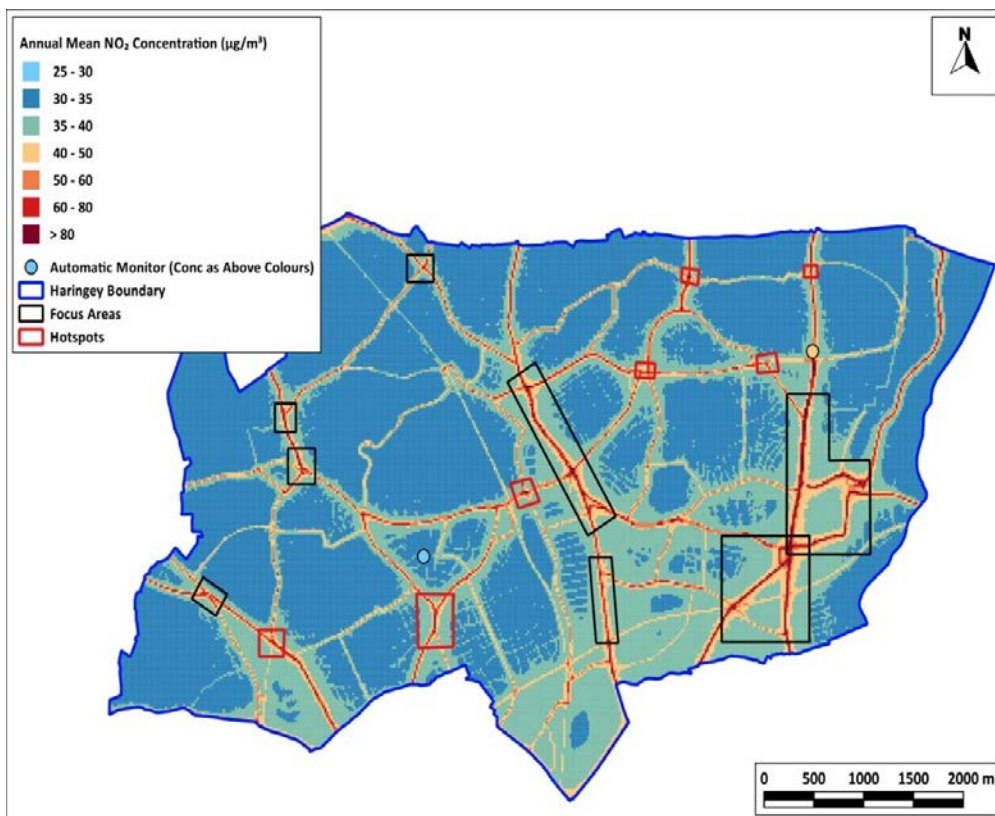 Annual Mean NO₂ Concentration (µg/m³)
25 - 30
30 - 35
35 - 40
40 - 50
50 - 60
60 - 80
> 80
Automatic Monitor (Conc as Above Colours)
Haringey Boundary
Focus Areas
Hotspots
N
0 500 1000 1500 2000 m